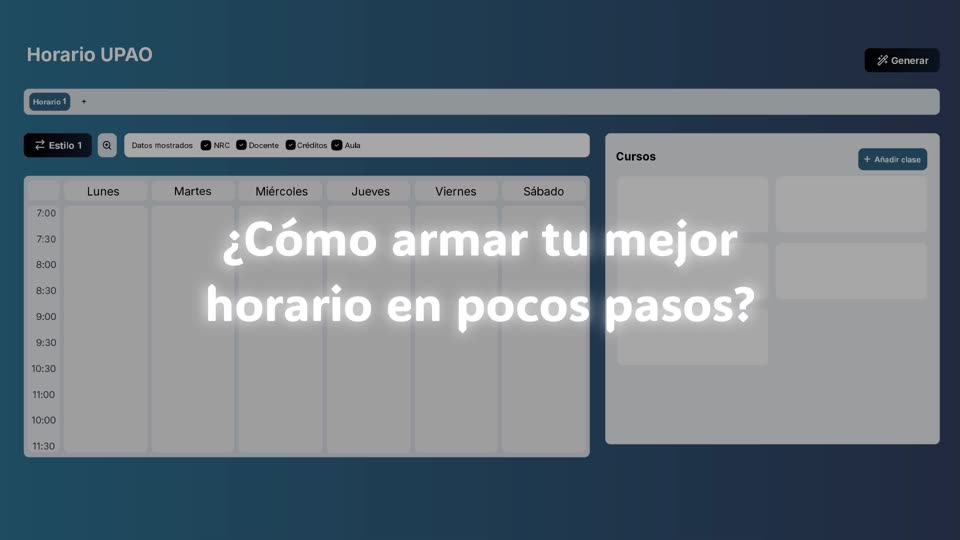 Horario UPAO
Generar
Horario 1 +
Estilo 1
Datos mostrados NRC Docente Créditos Aula
Cursos
+ Añadir clase
Lunes Martes Miércoles Jueves Viernes Sábado
7:00
7:30
8:00
8:30
9:00
9:30
10:30
11:00
10:00
11:30
¿Cómo armar tu mejor
horario en pocos pasos?